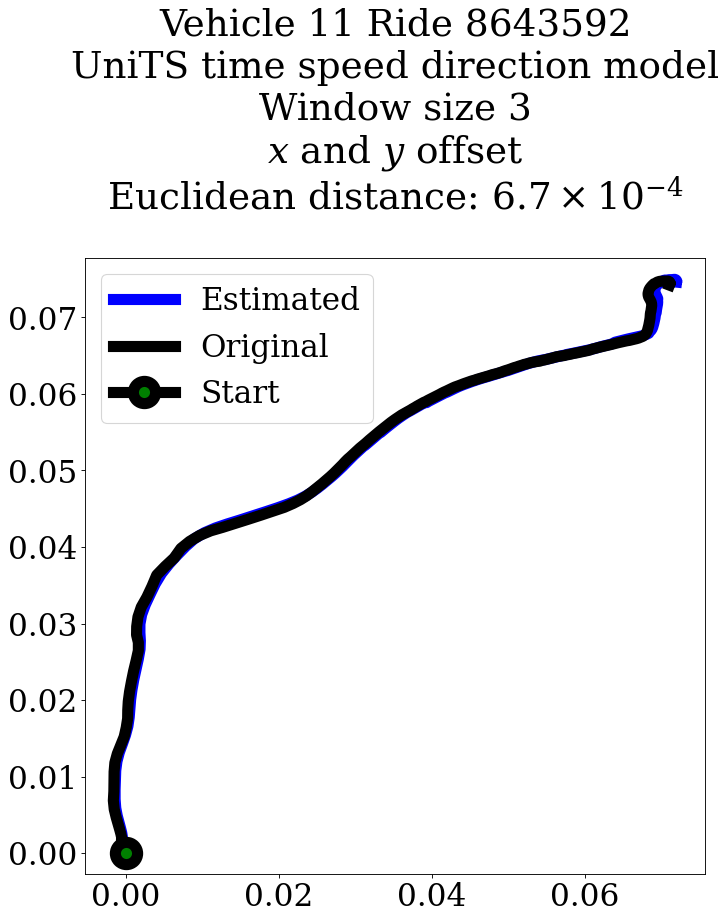 Vehicle 11 Ride 8643592
UniTS time speed direction model
Window size 3
x and y offset
Euclidean distance: 6.7 × 10⁻⁴
Estimated
Original
Start
0.07
0.06
0.05
0.04
0.03
0.02
0.01
0.00
0.00 0.02 0.04 0.06